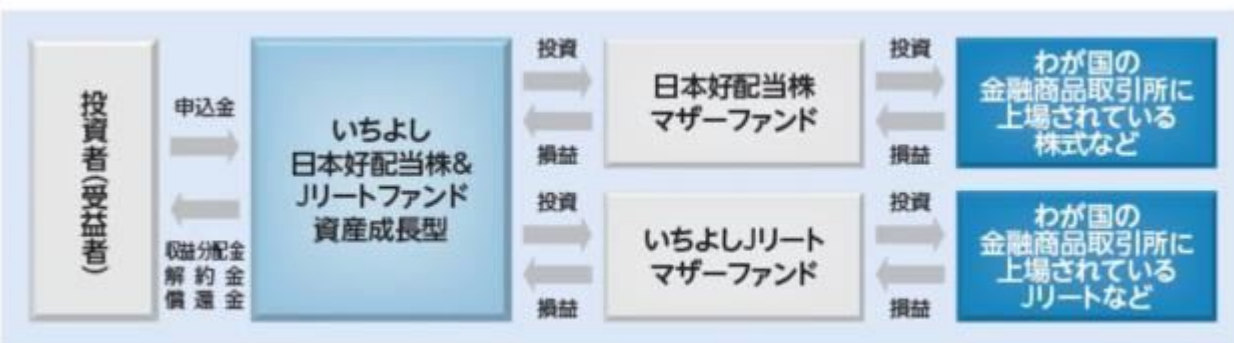 投資者(受益者)
申込金
収益分配金
解約金
償還金
いちよし
日本好配当株&
Jリートファンド
資産成長型
投資
損益
日本好配当株
マザーファンド
投資
損益
わが国の
金融商品取引所に
上場されている
株式など
投資
損益
いちよしJリート
マザーファンド
投資
損益
わが国の
金融商品取引所に
上場されている
Jリートなど